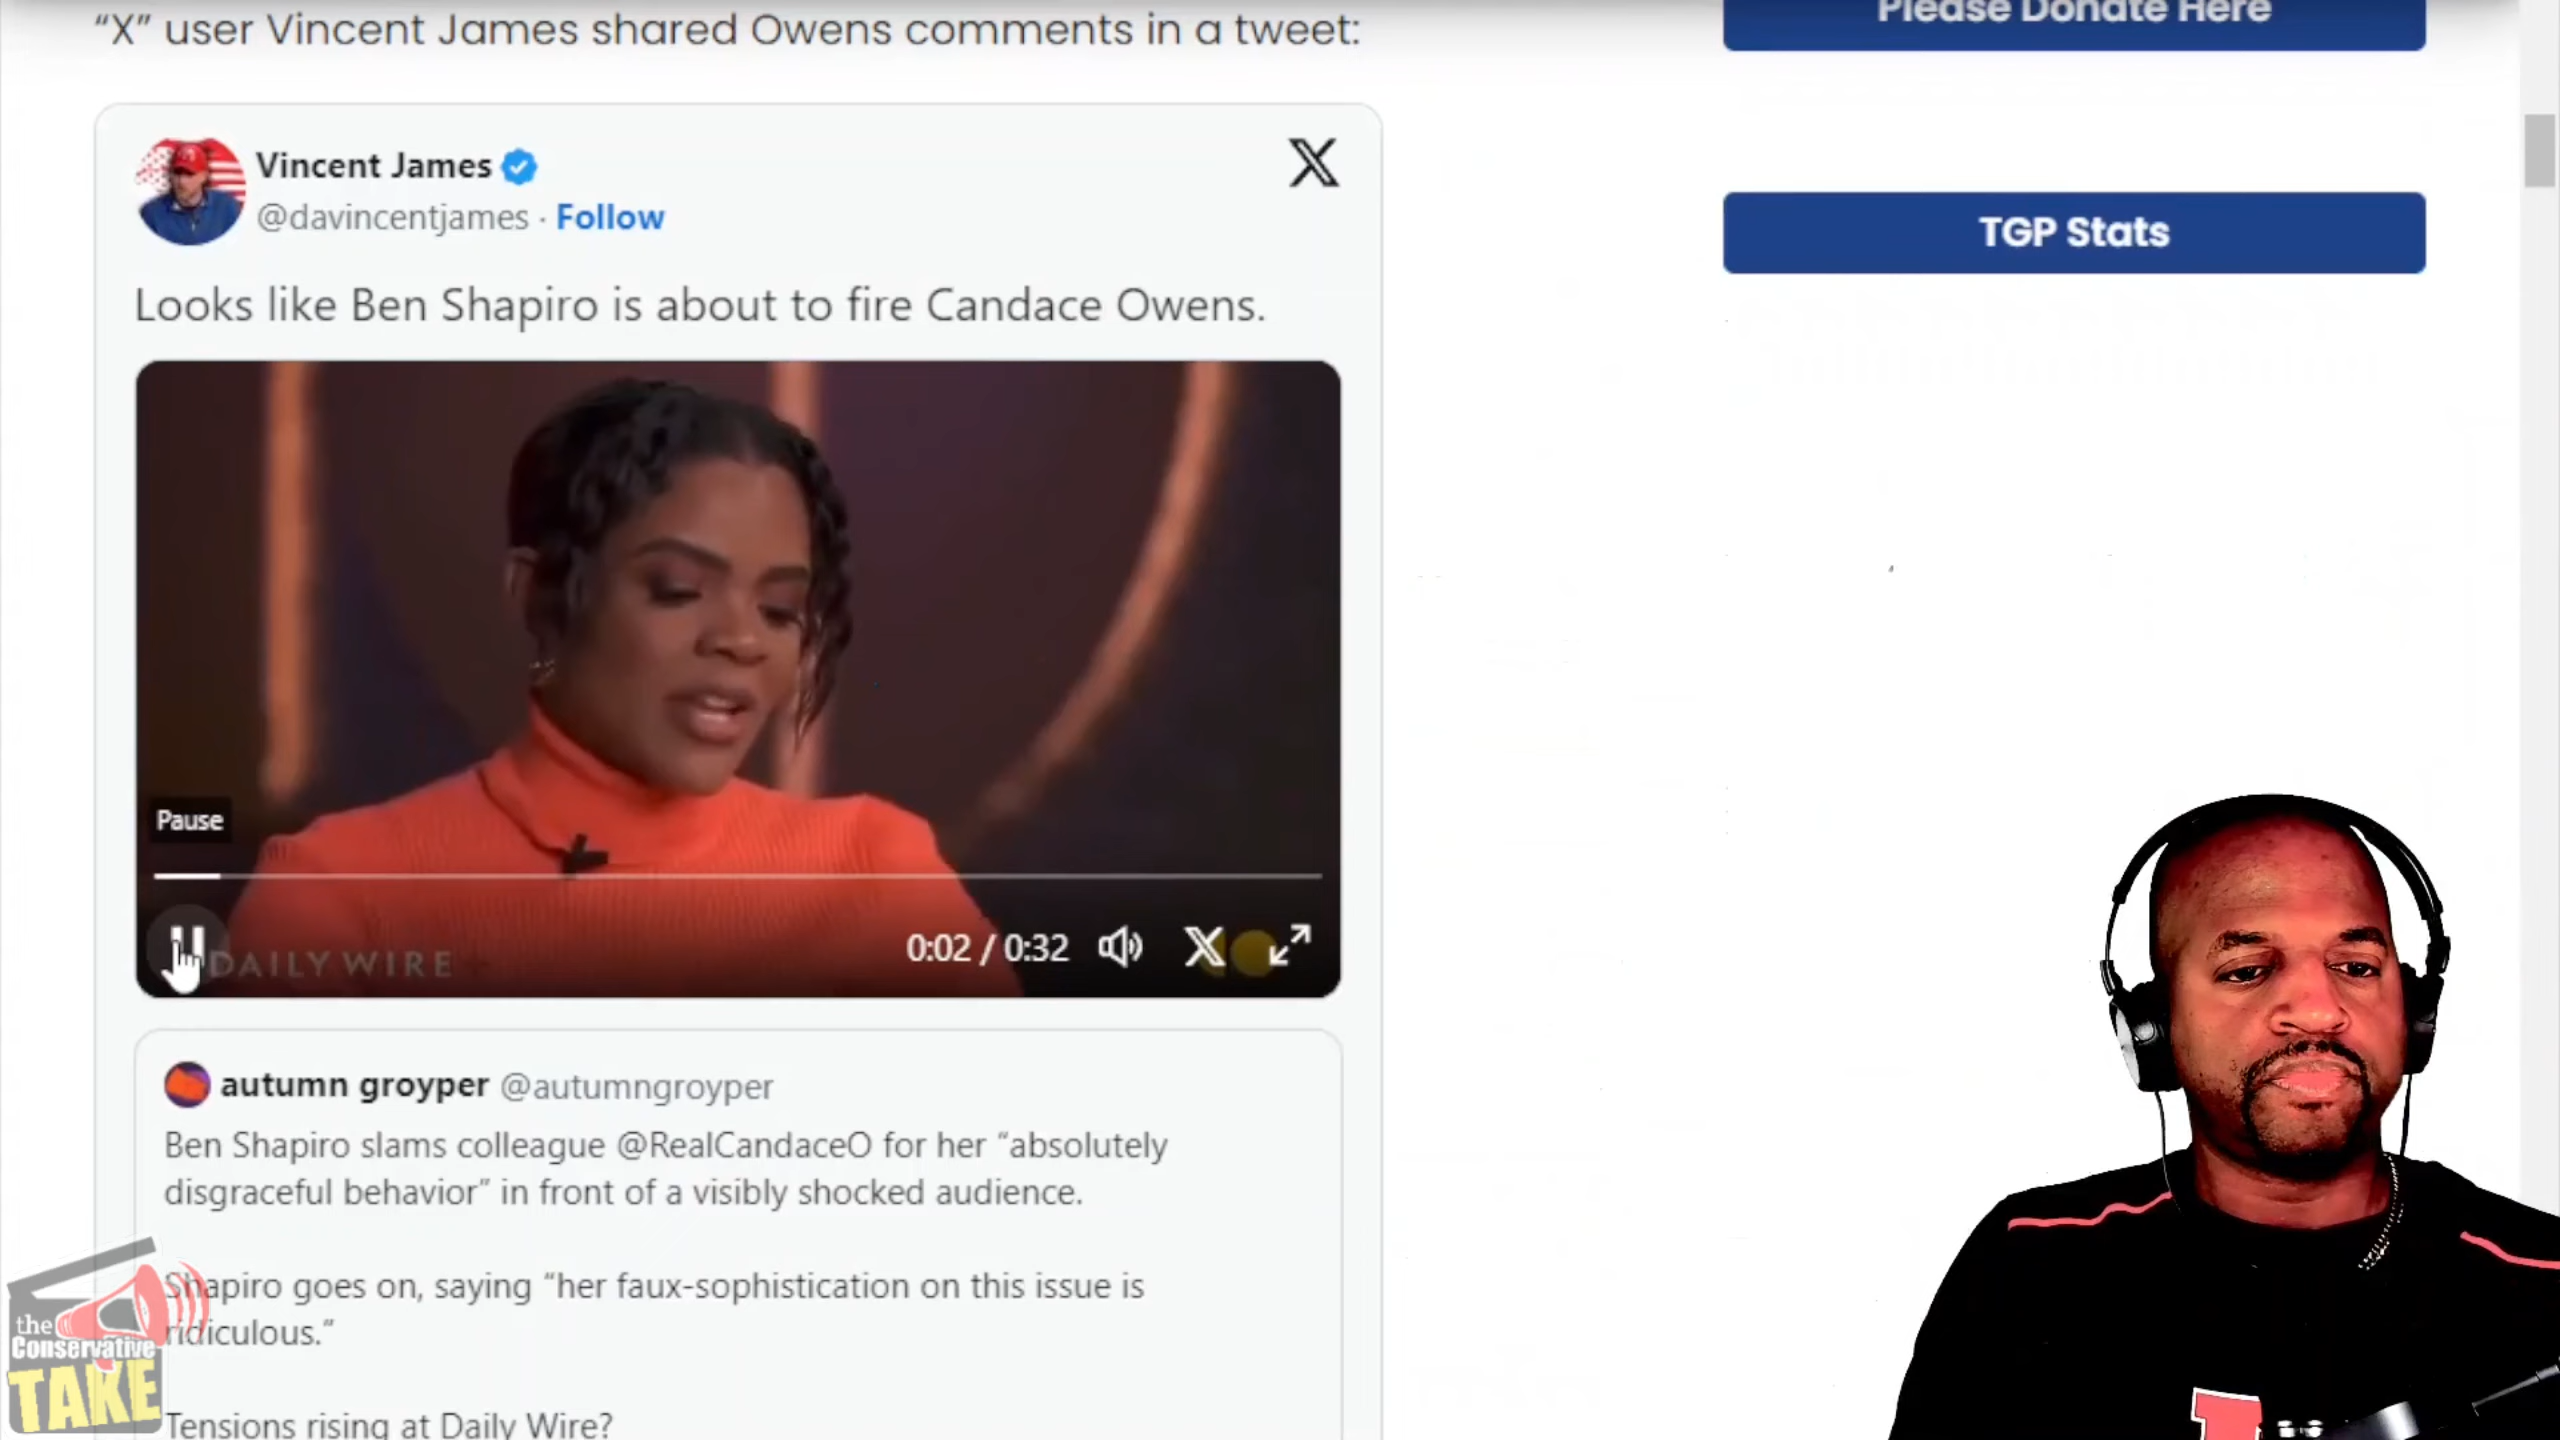 Please Donate Here
“X” user Vincent James shared Owens comments in a tweet:
TGP Stats
Vincent James
@davincentjames · Follow
Looks like Ben Shapiro is about to fire Candace Owens.
Pause
DAILY WIRE
0:02 / 0:32
autumn groyper @autumngroyper
Ben Shapiro slams colleague @RealCandaceO for her “absolutely
disgraceful behavior” in front of a visibly shocked audience.
Shapiro goes on, saying “her faux-sophistication on this issue is
ridiculous.”
Tensions rising at Daily Wire?
the
Conservative
TAKE